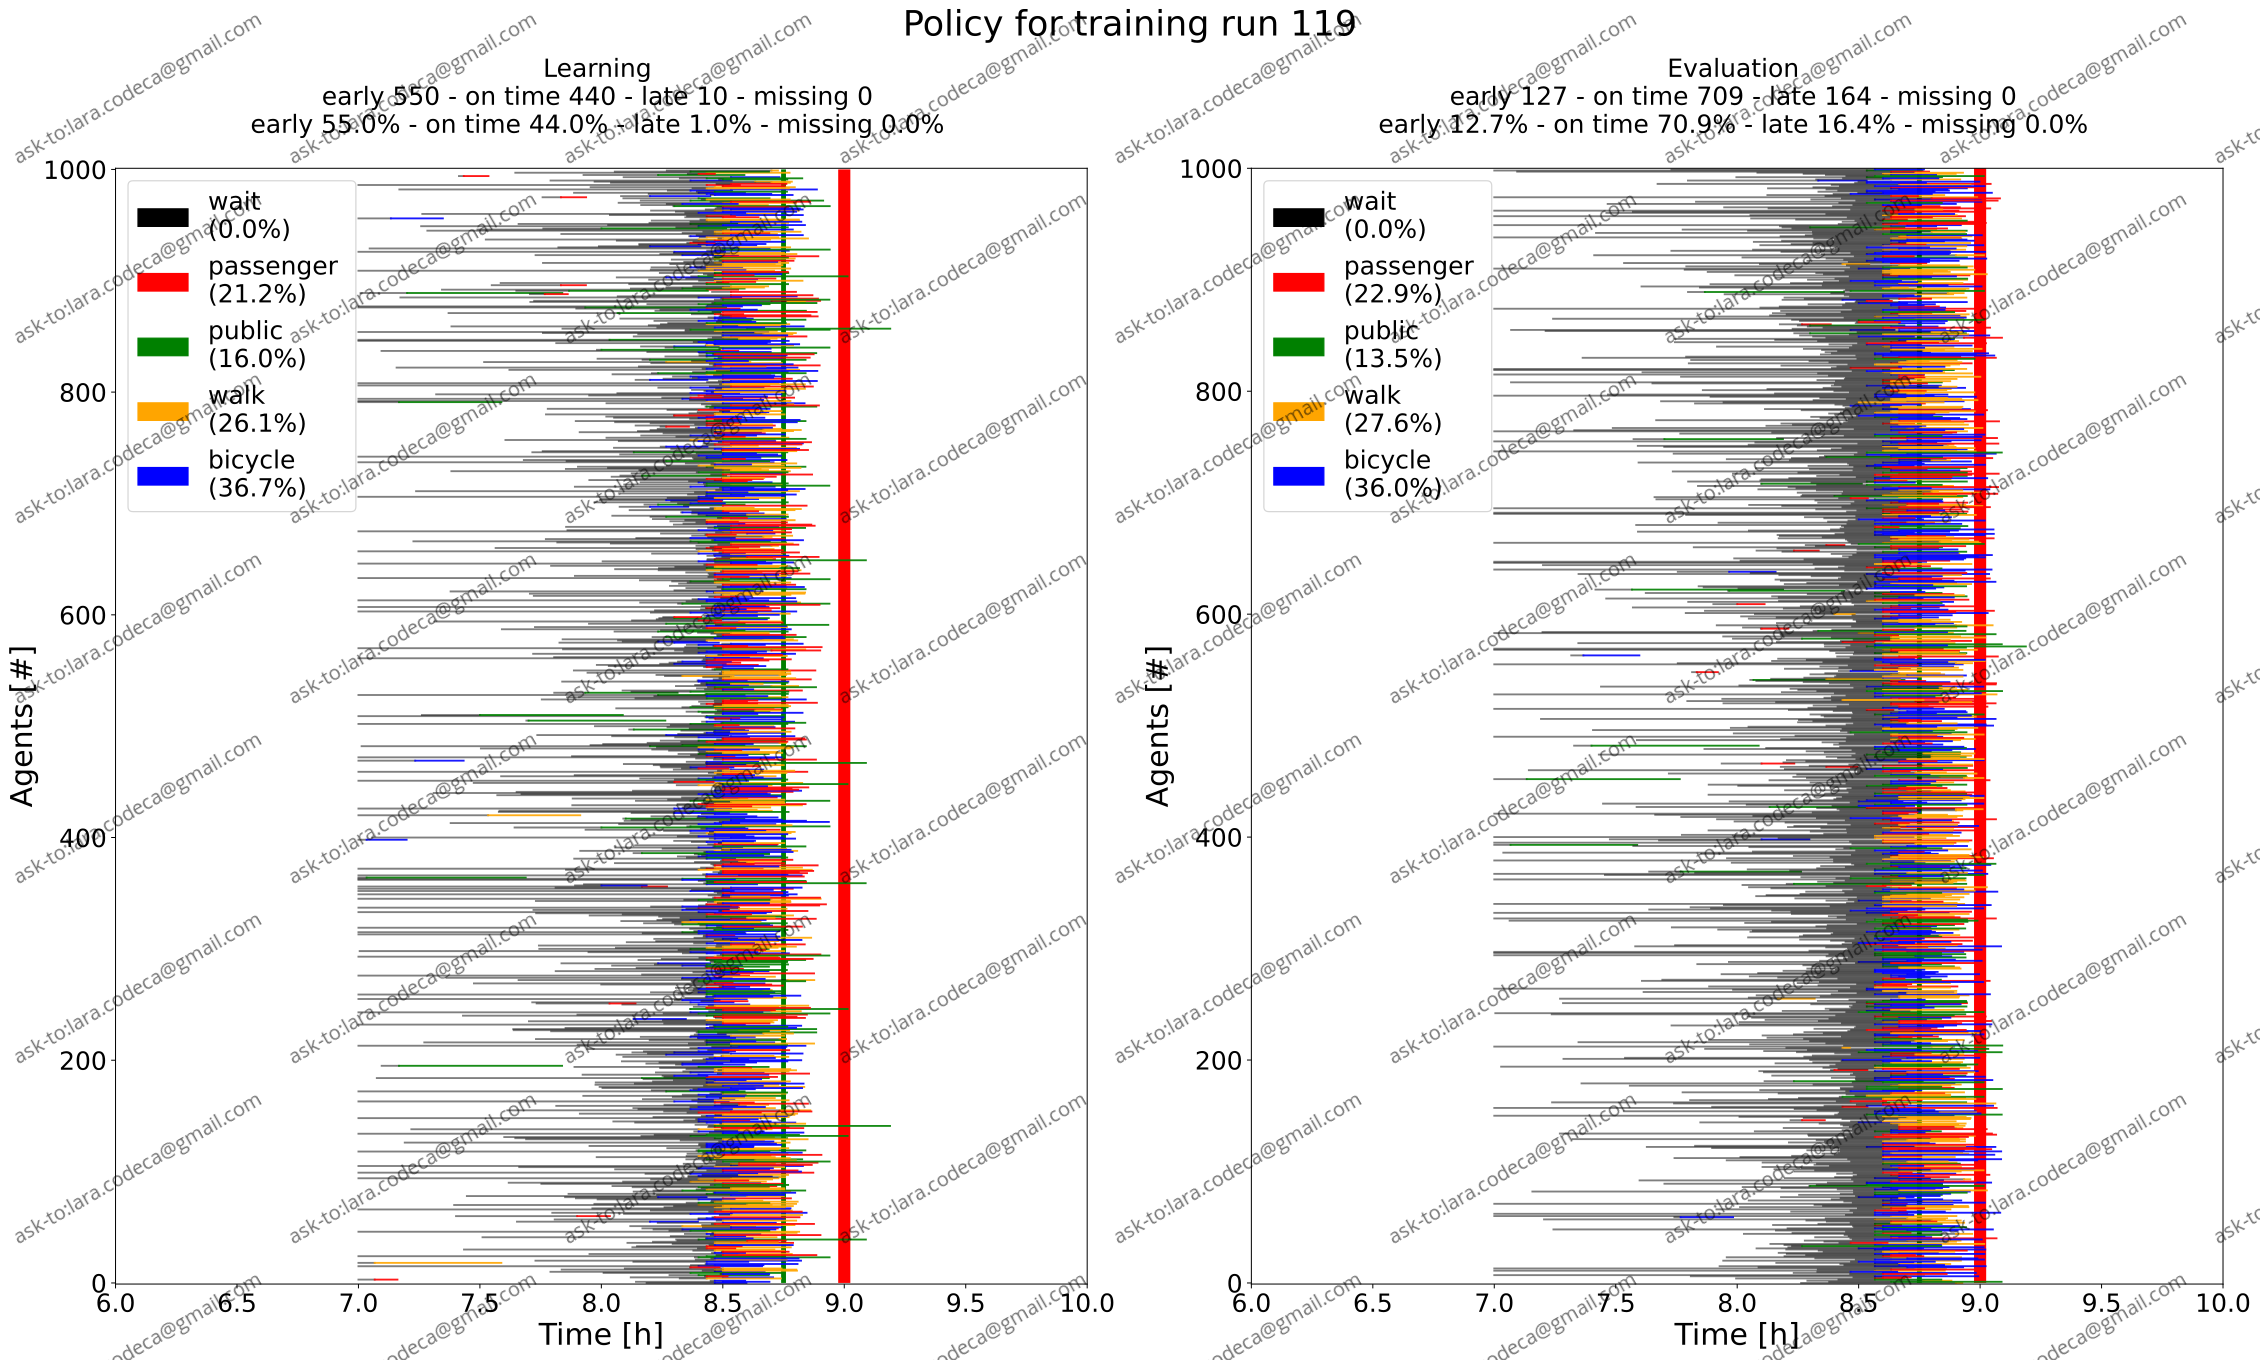 Policy for training run 119
Learning
early 550 - on time 440 - late 10 - missing 0
early 55.0% - on time 44.0% - late 1.0% - missing 0.0%
Agents [#]
1000
800
600
400
200
0
wait
(0.0%)
passenger
(21.2%)
public
(16.0%)
walk
(26.1%)
bicycle
(36.7%)
6.0 6.5 7.0 7.5 8.0 8.5 9.0 9.5 10.0
Time [h]
Evaluation
early 127 - on time 709 - late 164 - missing 0
early 12.7% - on time 70.9% - late 16.4% - missing 0.0%
Agents [#]
1000
800
600
400
200
0
wait
(0.0%)
passenger
(22.9%)
public
(13.5%)
walk
(27.6%)
bicycle
(36.0%)
6.0 6.5 7.0 7.5 8.0 8.5 9.0 9.5 10.0
Time [h]
ask-to:lara.codeca@gmail.com